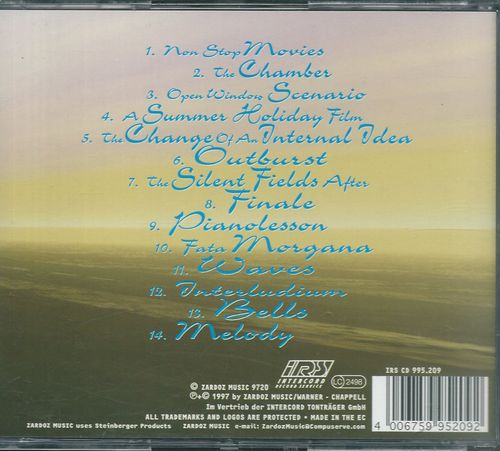 1. Non Stop Movies
2. The Chamber
3. Open Window Scenario
4. A Summer Holiday Film
5. The Change Of An Internal Idea
6. Outburst
7. The Silent Fields After
8. Finale
9. Pianolesson
10. Fata Morgana
11. Waves
12. Interludium
13. Bells
14. Melody
IRS
INTERCORD
RECORD SERVICE
LC 2498
IRS CD 995.209
© ZARDOZ MUSIC 9720
℗+© 1997 by ZARDOZ MUSIC/WARNER - CHAPPELL
Im Vertrieb der INTERCORD TONTRÄGER GmbH
ALL TRADEMARKS AND LOGOS ARE PROTECTED • MADE IN THE EC
ZARDOZ MUSIC uses Steinberger Products ZARDOZ MUSIC e-mail: ZardozMusic@Compuserve.com
4 006759 952092